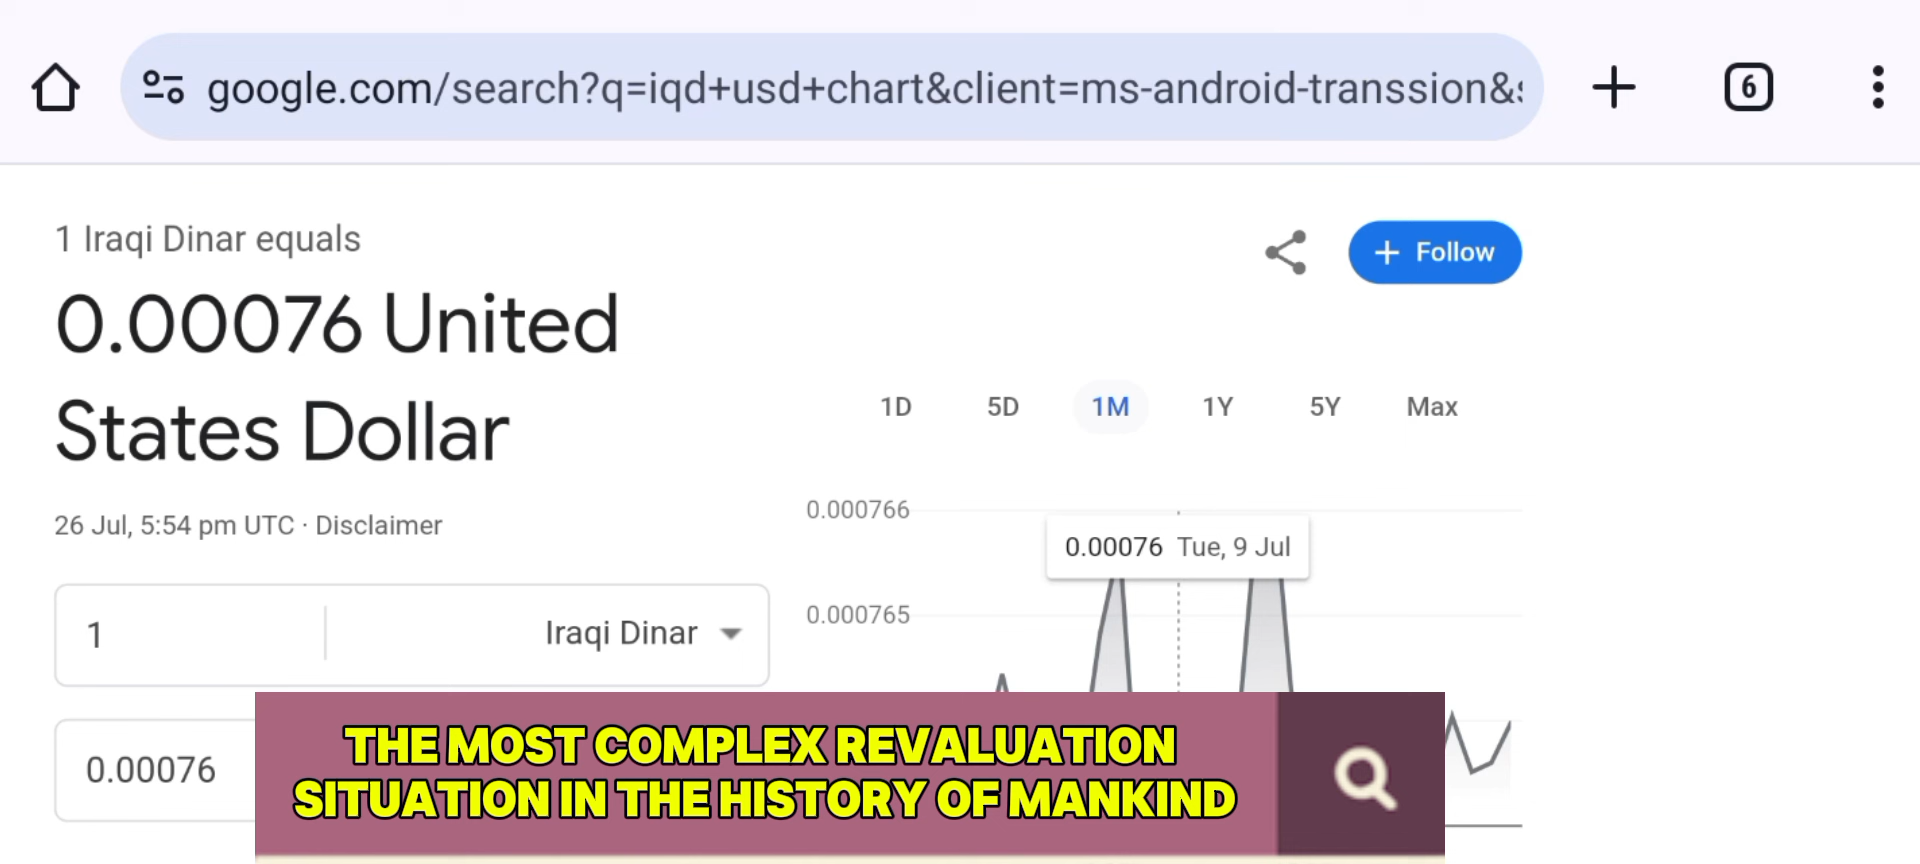 google.com/search?q=iqd+usd+chart&client=ms-android-transsion&s
6
1 Iraqi Dinar equals
0.00076 United
States Dollar
26 Jul, 5:54 pm UTC · Disclaimer
+ Follow
1D 5D 1M 1Y 5Y Max
0.000766
0.00076 Tue, 9 Jul
0.000765
1 Iraqi Dinar
0.00076
THE MOST COMPLEX REVALUATION
SITUATION IN THE HISTORY OF MANKIND